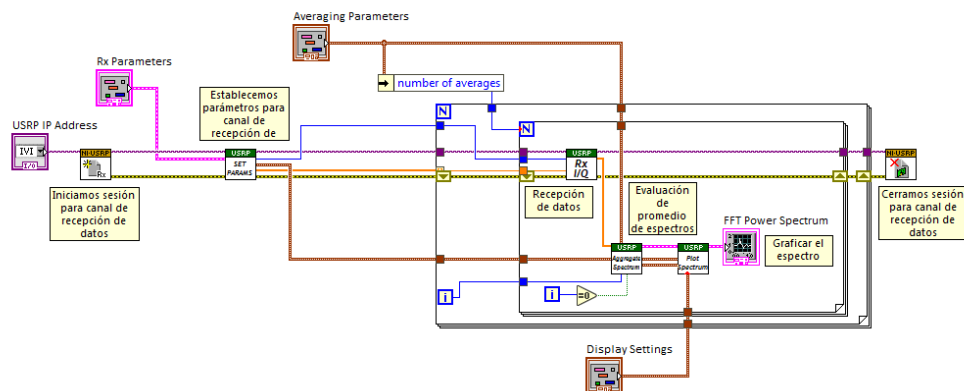 Averaging Parameters
Rx Parameters
number of averages
Establecemos
parámetros para
canal de
recepción de
USRP IP Address
IVI
I/O
NI-USRP
Rx
USRP
SET
PARAMS
N
N
USRP
Rx
I/Q
NI-USRP
Iniciamos sesión
para canal de
recepción de
datos
Recepción
de datos
Evaluación
de
promedio
de espectros
Cerramos sesión
para canal de
recepción de
datos
FFT Power Spectrum
Graficar el
espectro
USRP
Aggregate
Spectrum
USRP
Plot
Spectrum
i
i
=0
Display Settings